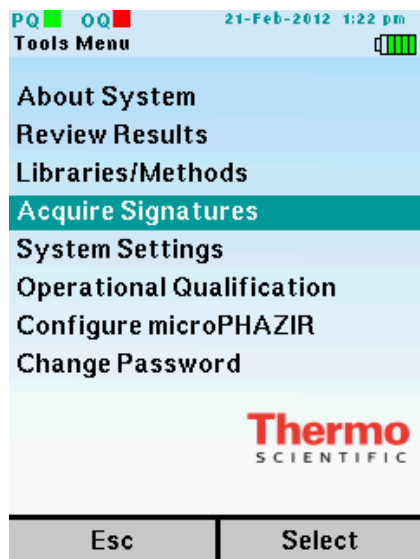 PQ OQ 21-Feb-2012 1:22 pm
Tools Menu
About System
Review Results
Libraries/Methods
Acquire Signatures
System Settings
Operational Qualification
Configure microPHAZIR
Change Password
Thermo
SCIENTIFIC
Esc Select